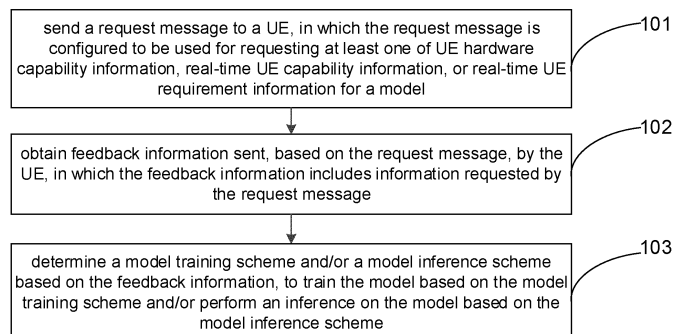 send a request message to a UE, in which the request message is
configured to be used for requesting at least one of UE hardware
capability information, real-time UE capability information, or real-time UE
requirement information for a model
101
obtain feedback information sent, based on the request message, by the
UE, in which the feedback information includes information requested by
the request message
102
determine a model training scheme and/or a model inference scheme
based on the feedback information, to train the model based on the model
training scheme and/or perform an inference on the model based on the
model inference scheme
103